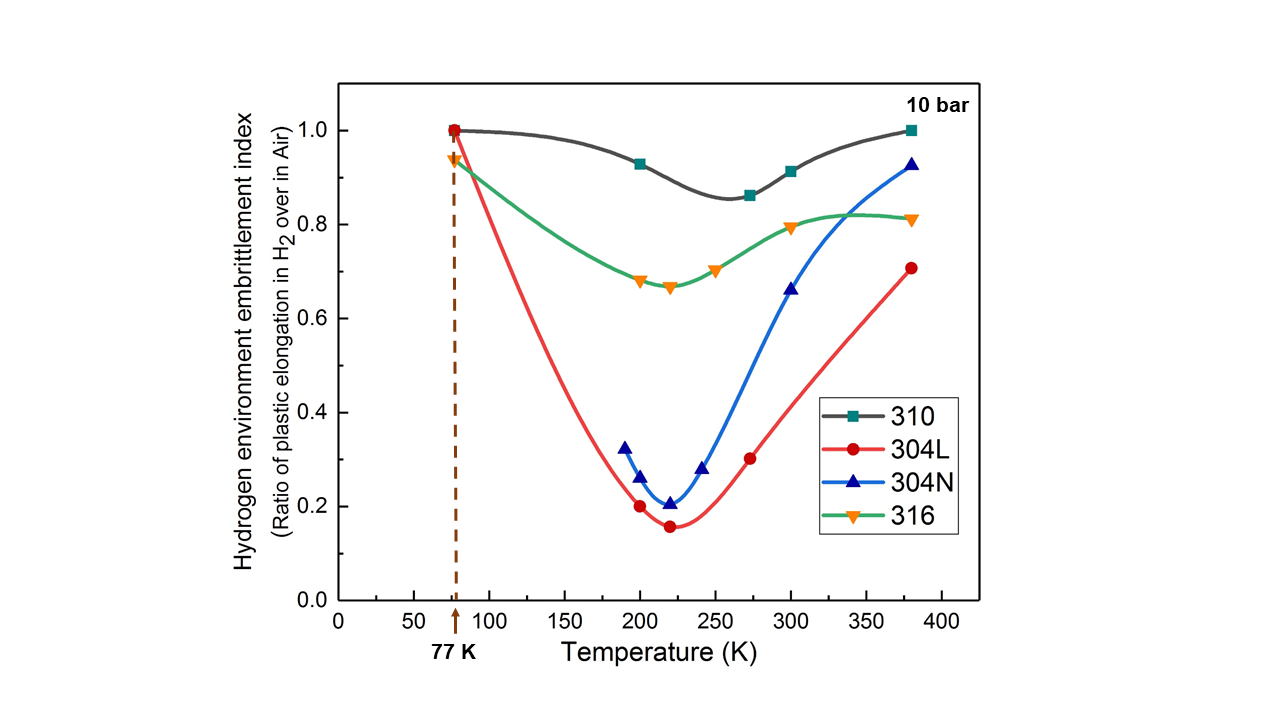 10 bar
Hydrogen environment embrittlement index
(Ratio of plastic elongation in H2 over in Air)
1.0
0.8
0.6
0.4
0.2
0.0
310
304L
304N
316
0 50 100 150 200 250 300 350 400
77 K
Temperature (K)